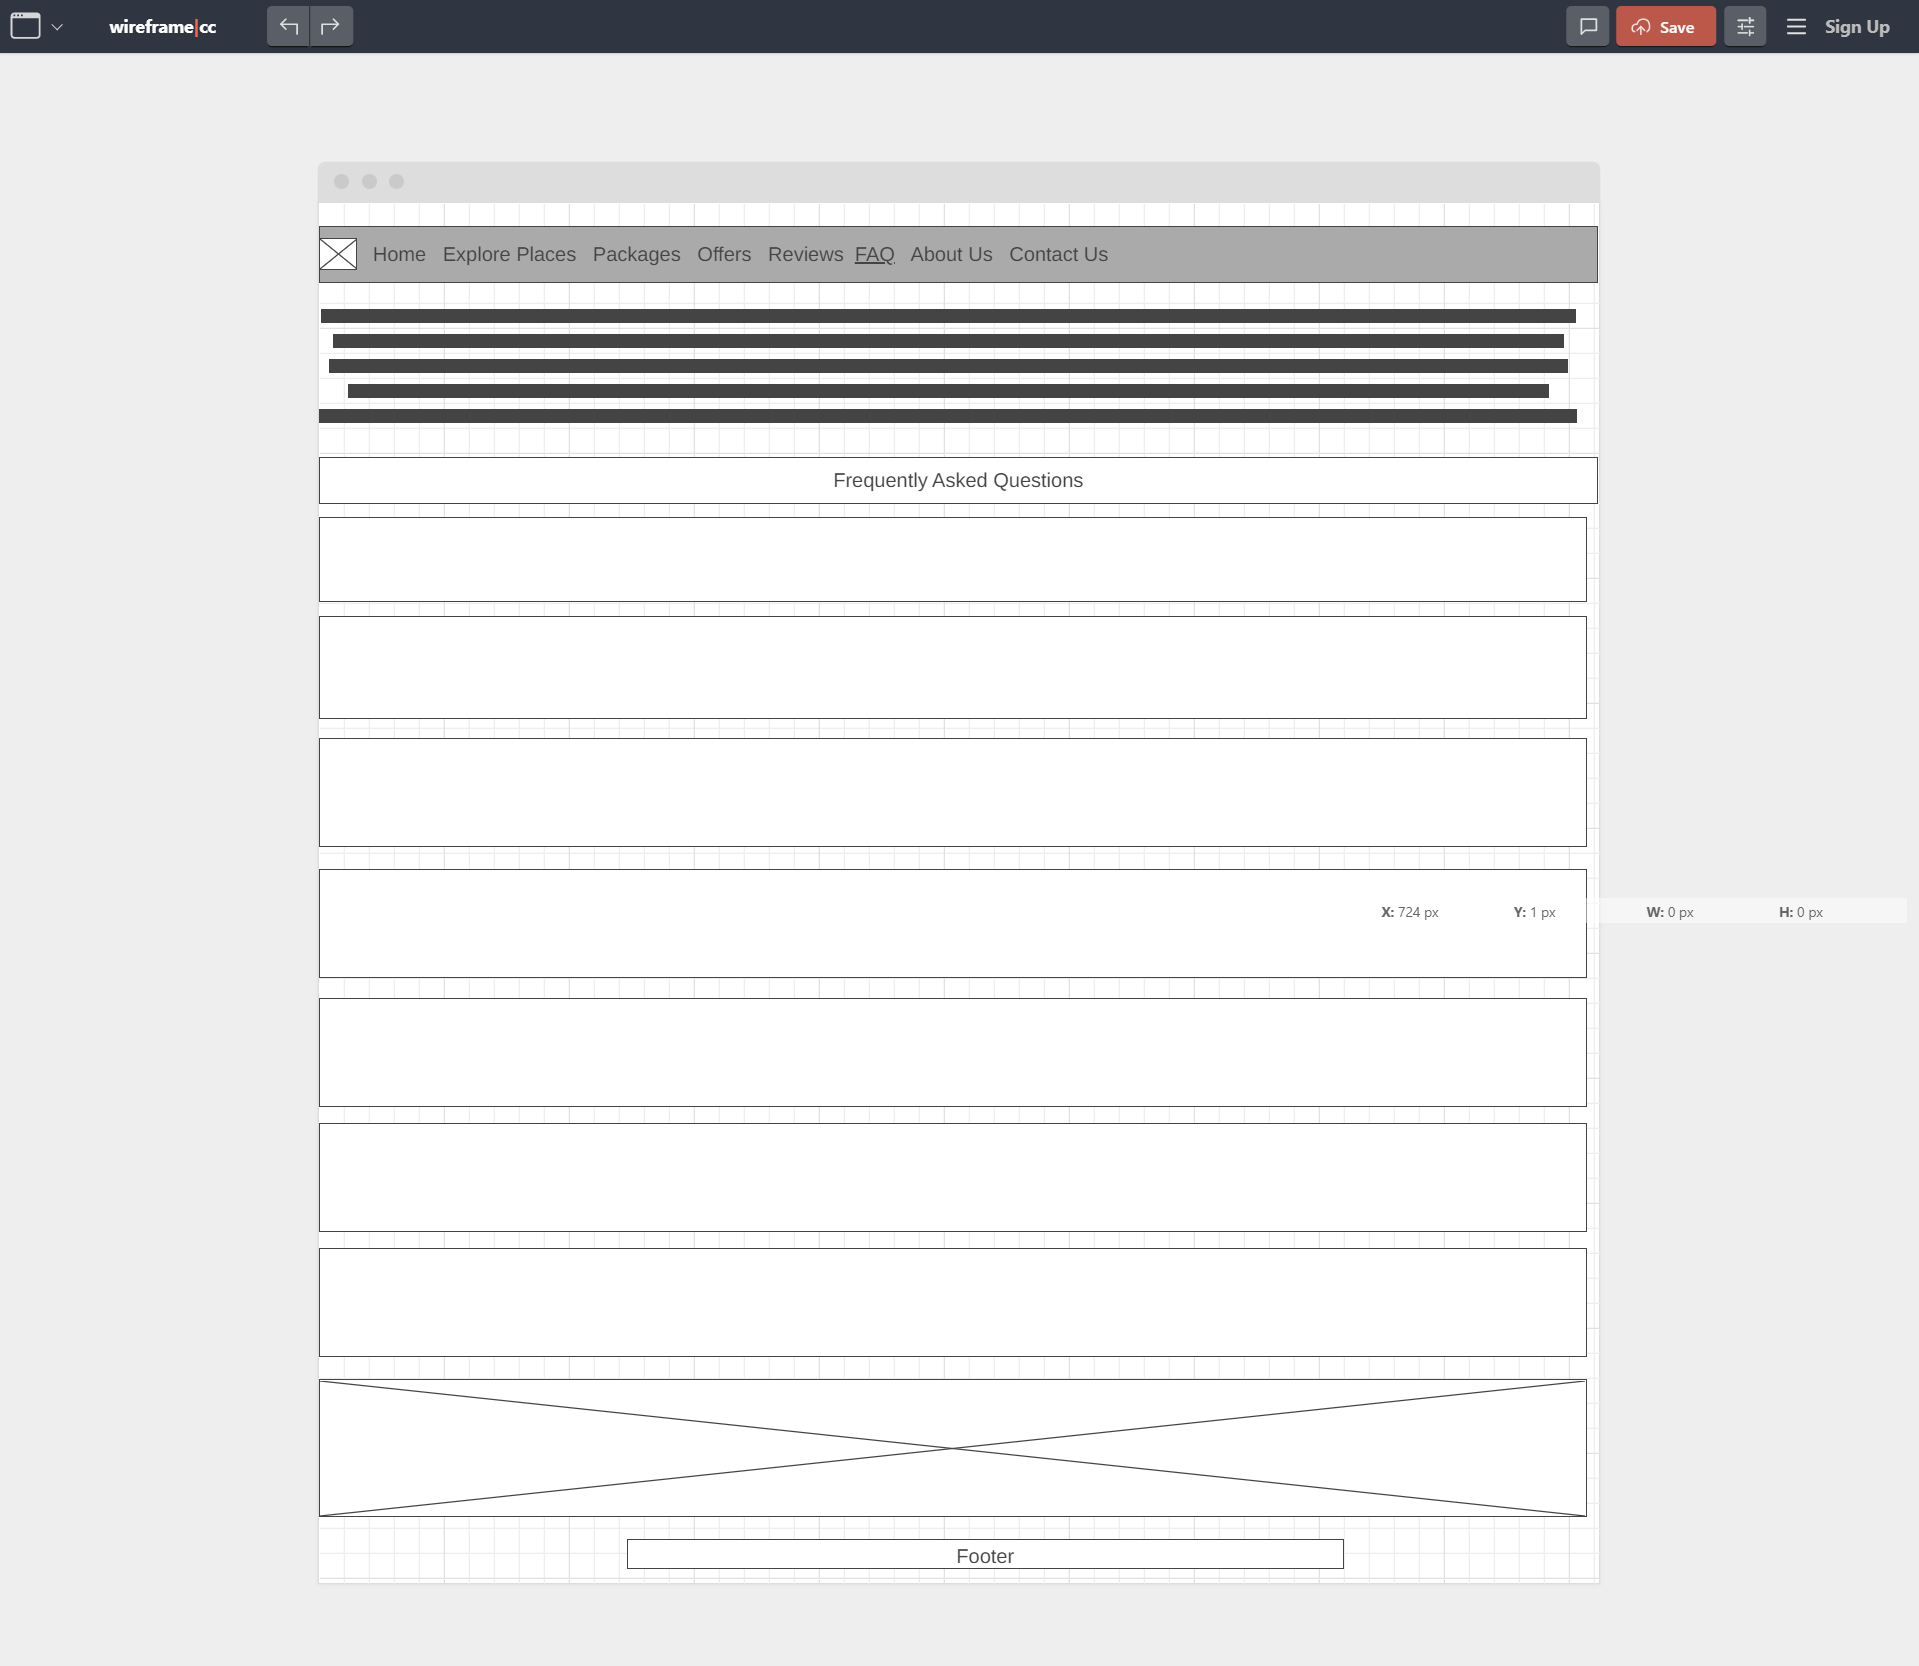 wireframe|cc
Save
Sign Up
Home Explore Places Packages Offers Reviews FAQ About Us Contact Us
Frequently Asked Questions
X: 724 px Y: 1 px W: 0 px H: 0 px
Footer